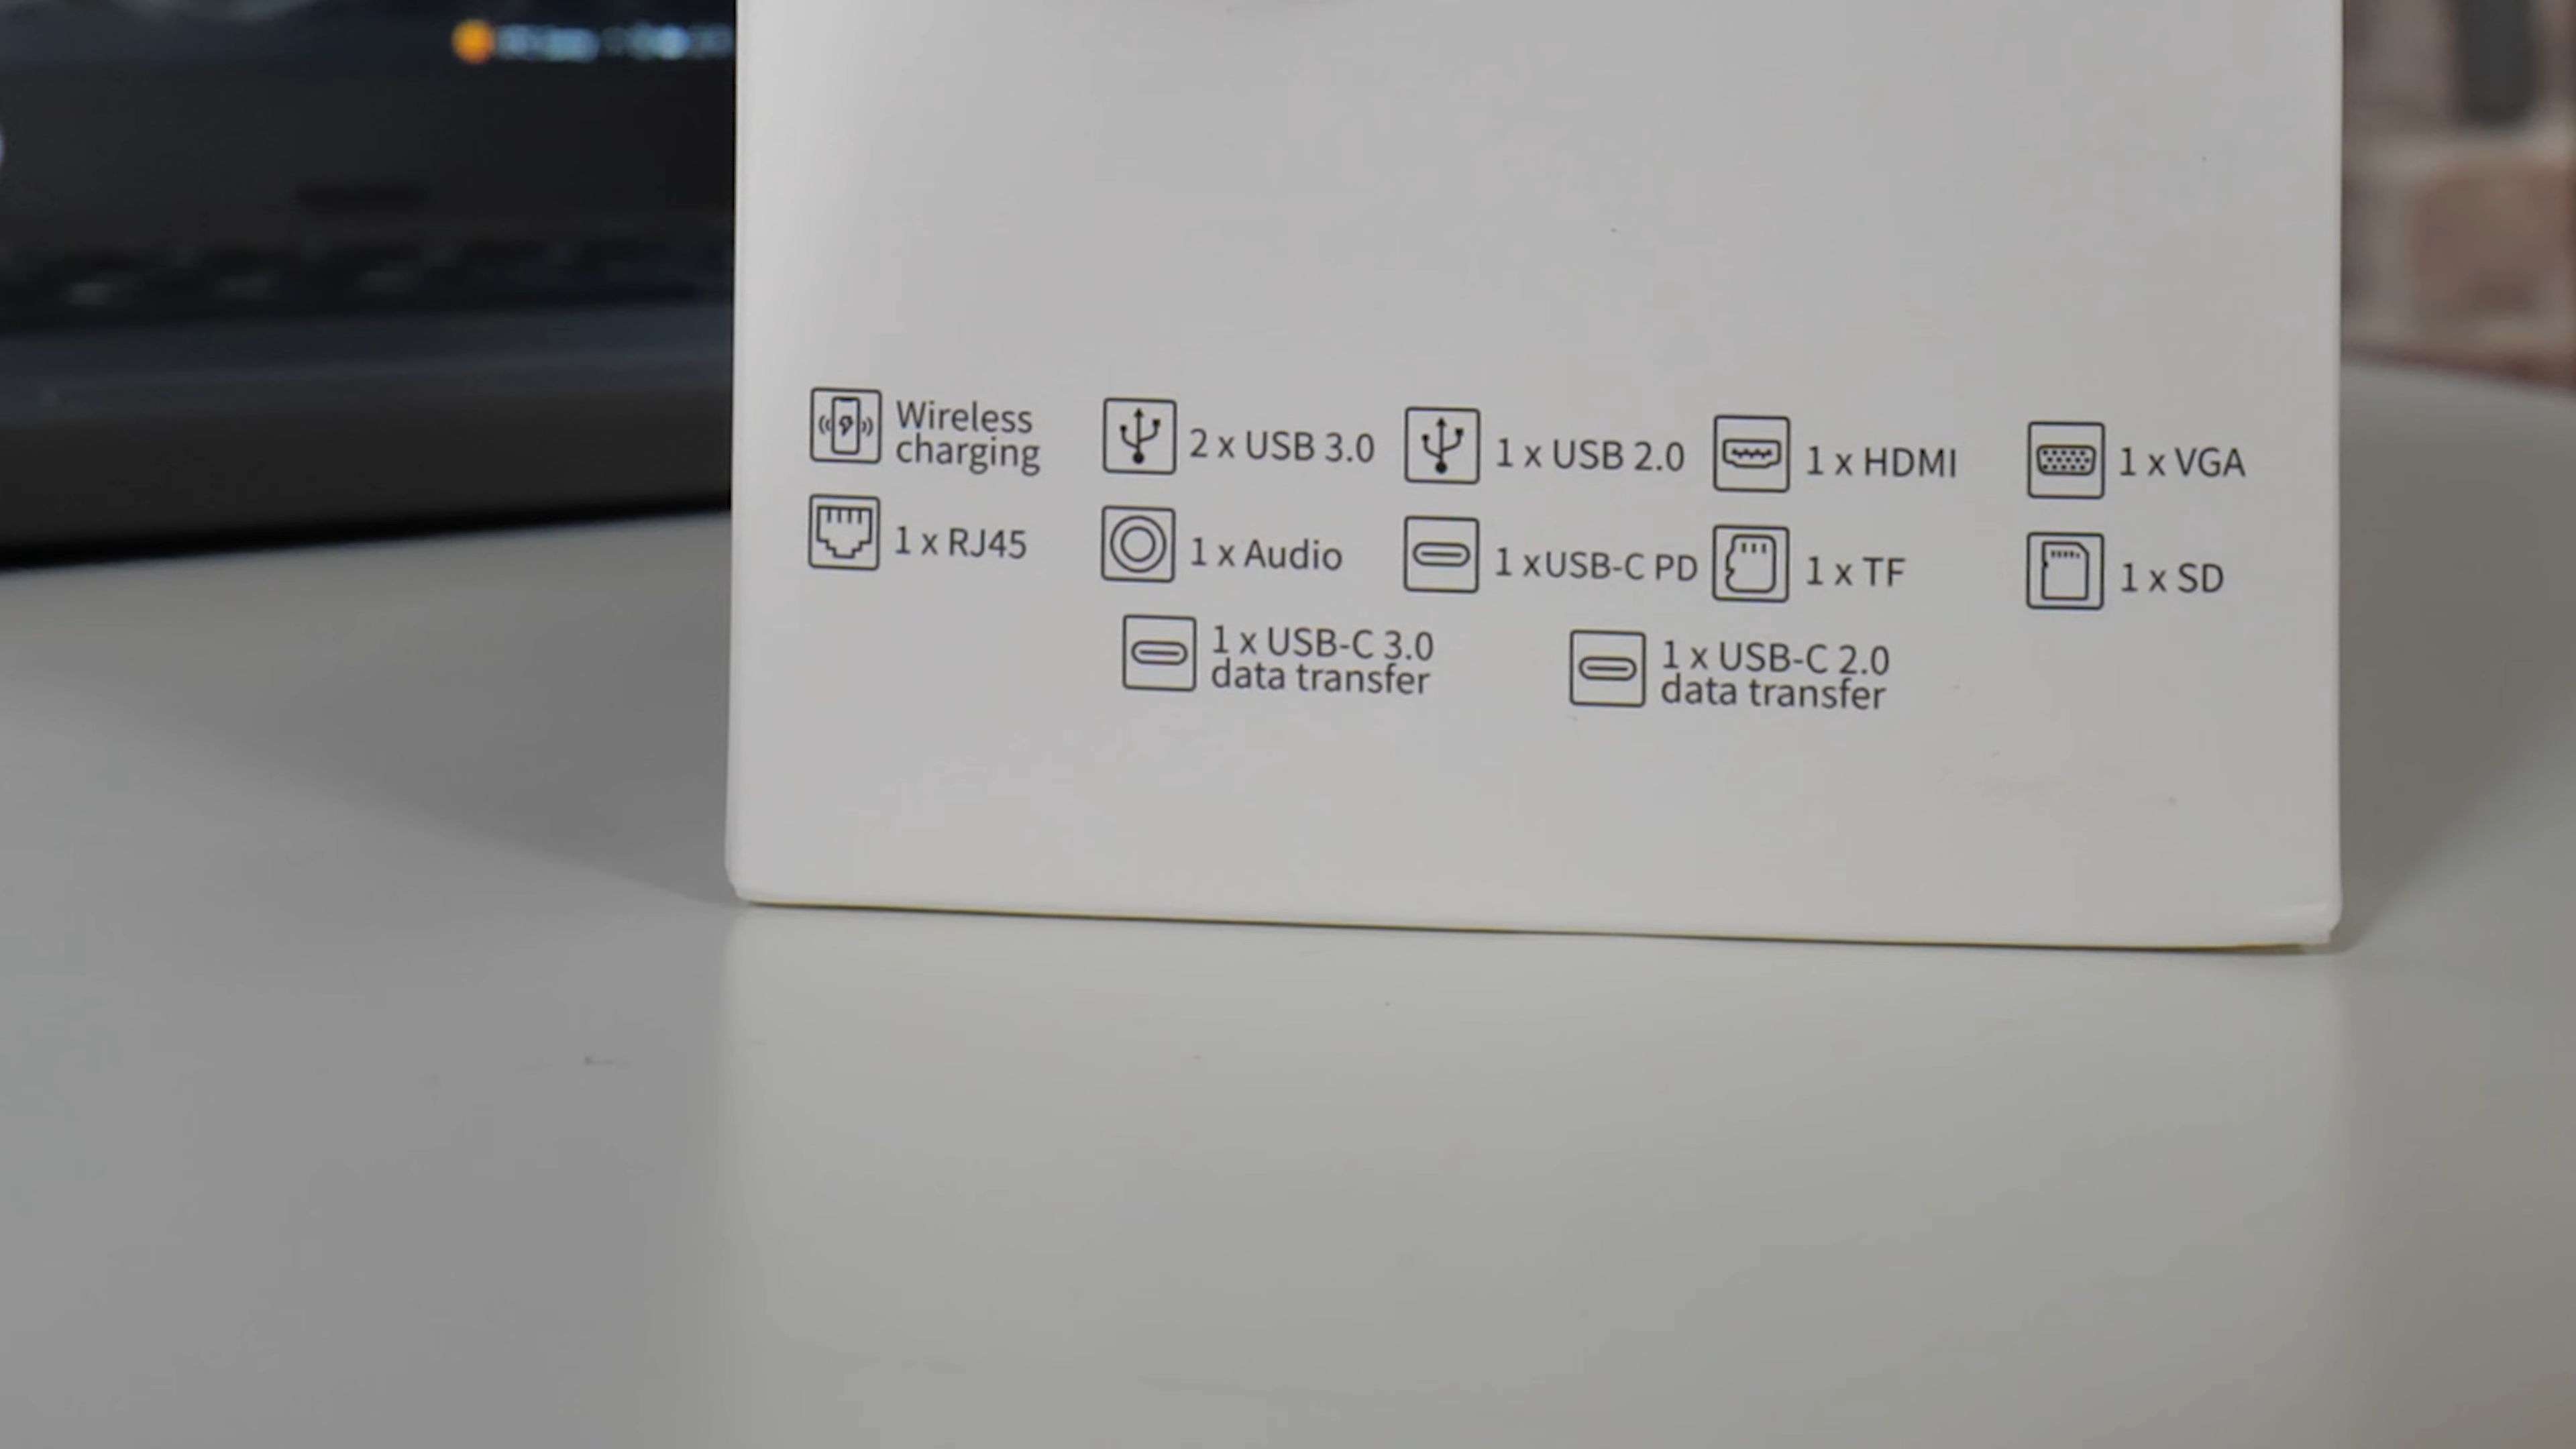 Wireless
charging
2 x USB 3.0
1 x USB 2.0
1 x HDMI
1 x VGA
1 x RJ45
1 x Audio
1 xUSB-C PD
1 x TF
1 x SD
1 x USB-C 3.0
data transfer
1 x USB-C 2.0
data transfer